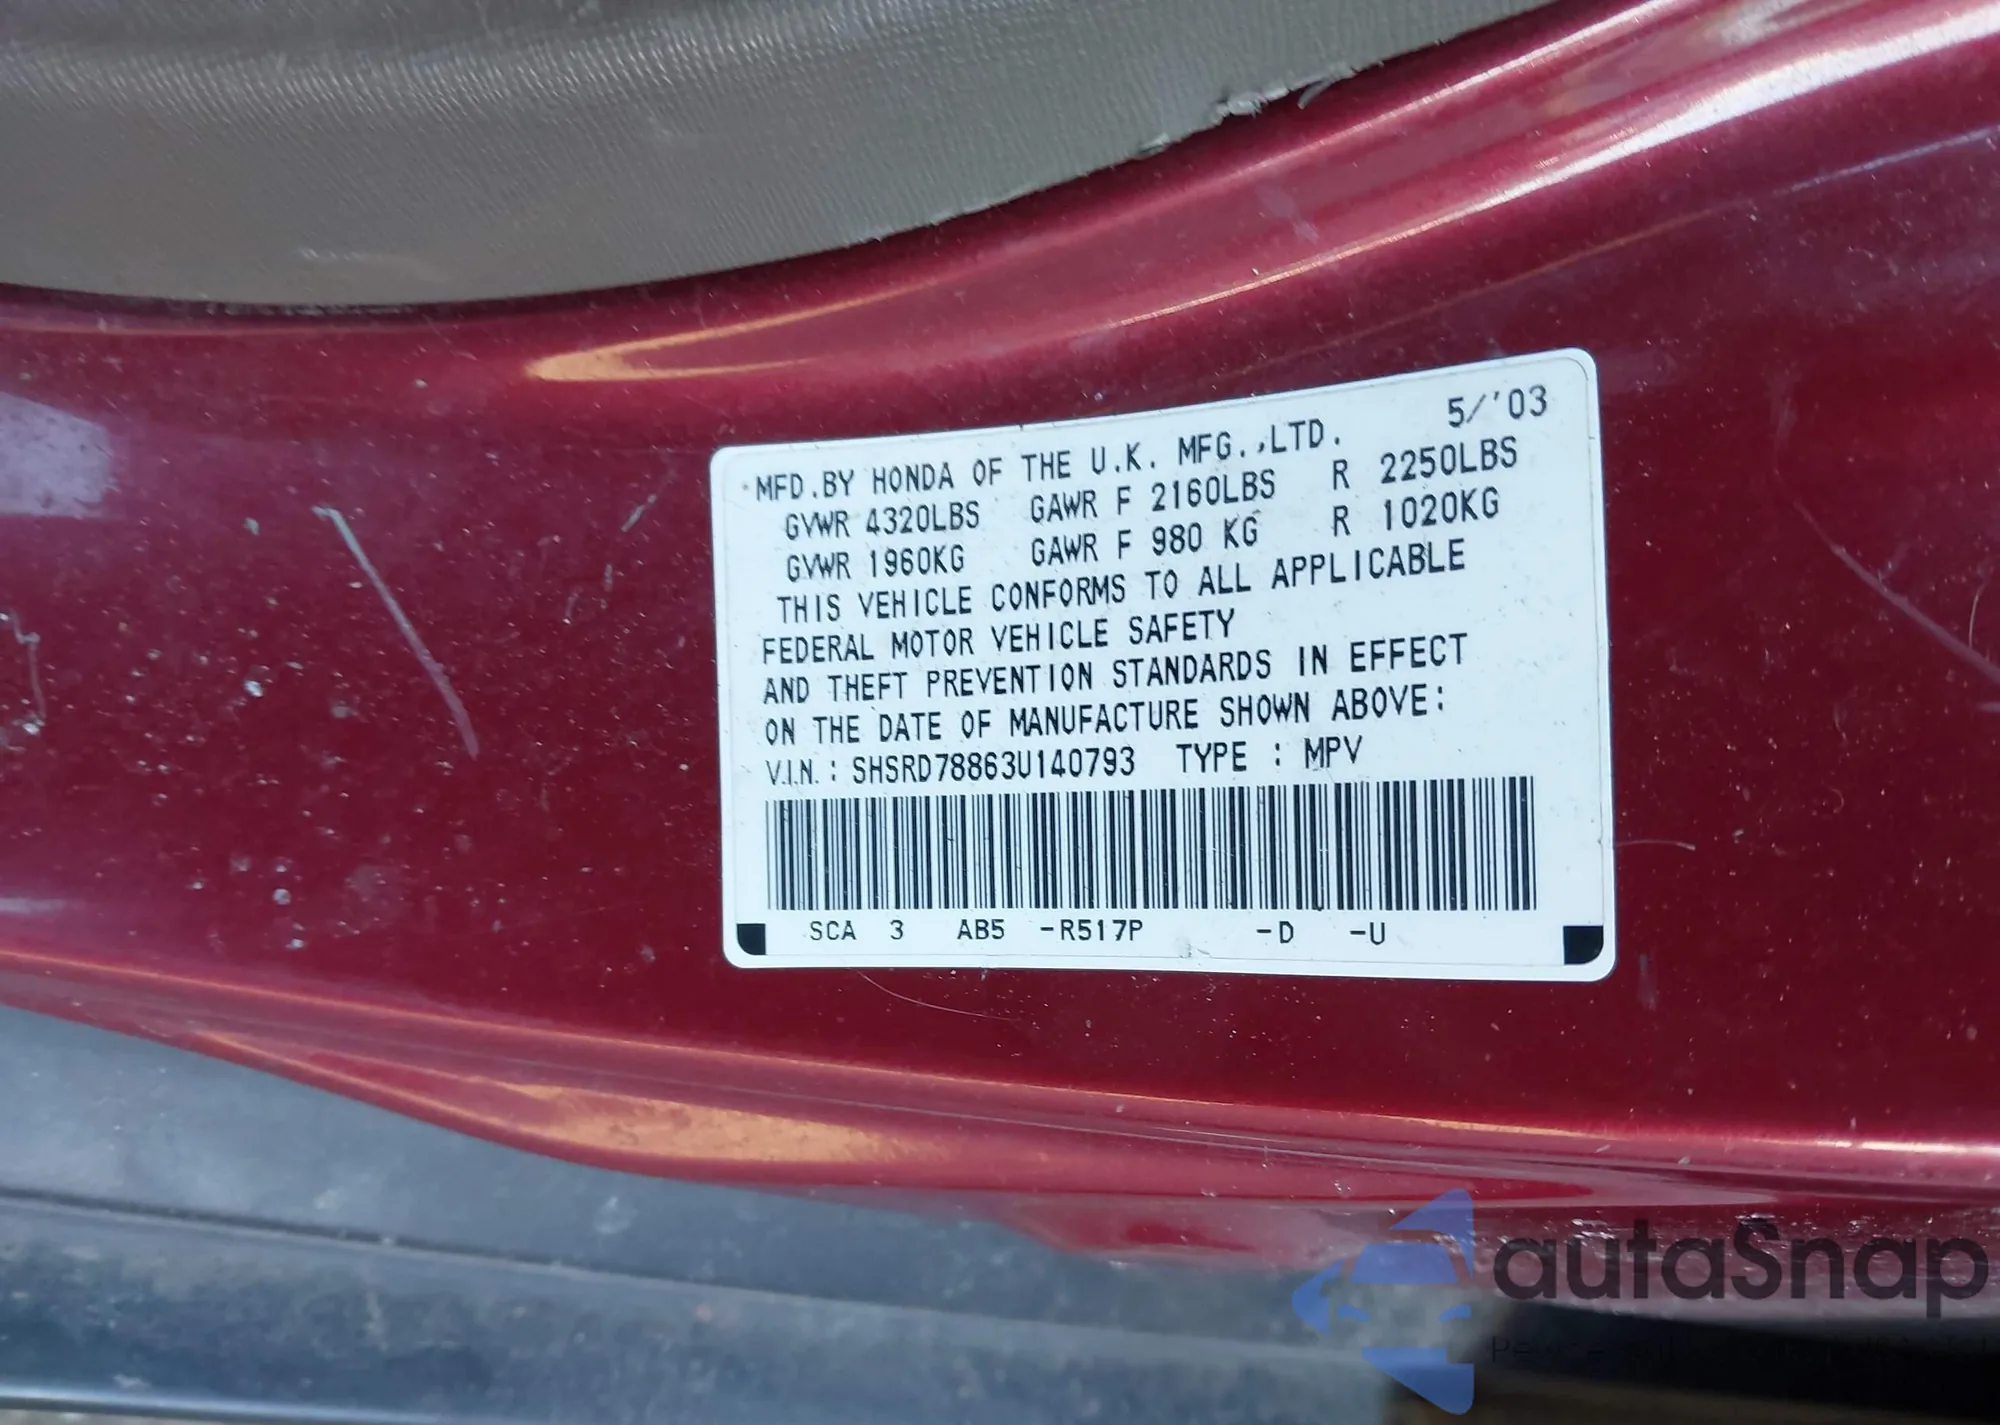 5/'03
MFD.BY HONDA OF THE U.K. MFG.,LTD.
GVWR 4320LBS GAWR F 2160LBS R 2250LBS
GVWR 1960KG GAWR F 980 KG R 1020KG
THIS VEHICLE CONFORMS TO ALL APPLICABLE
FEDERAL MOTOR VEHICLE SAFETY
AND THEFT PREVENTION STANDARDS IN EFFECT
ON THE DATE OF MANUFACTURE SHOWN ABOVE:
V.I.N.: SHSRD78863U140793 TYPE : MPV
SCA 3 AB5 -R517P -D -U
autaSnap